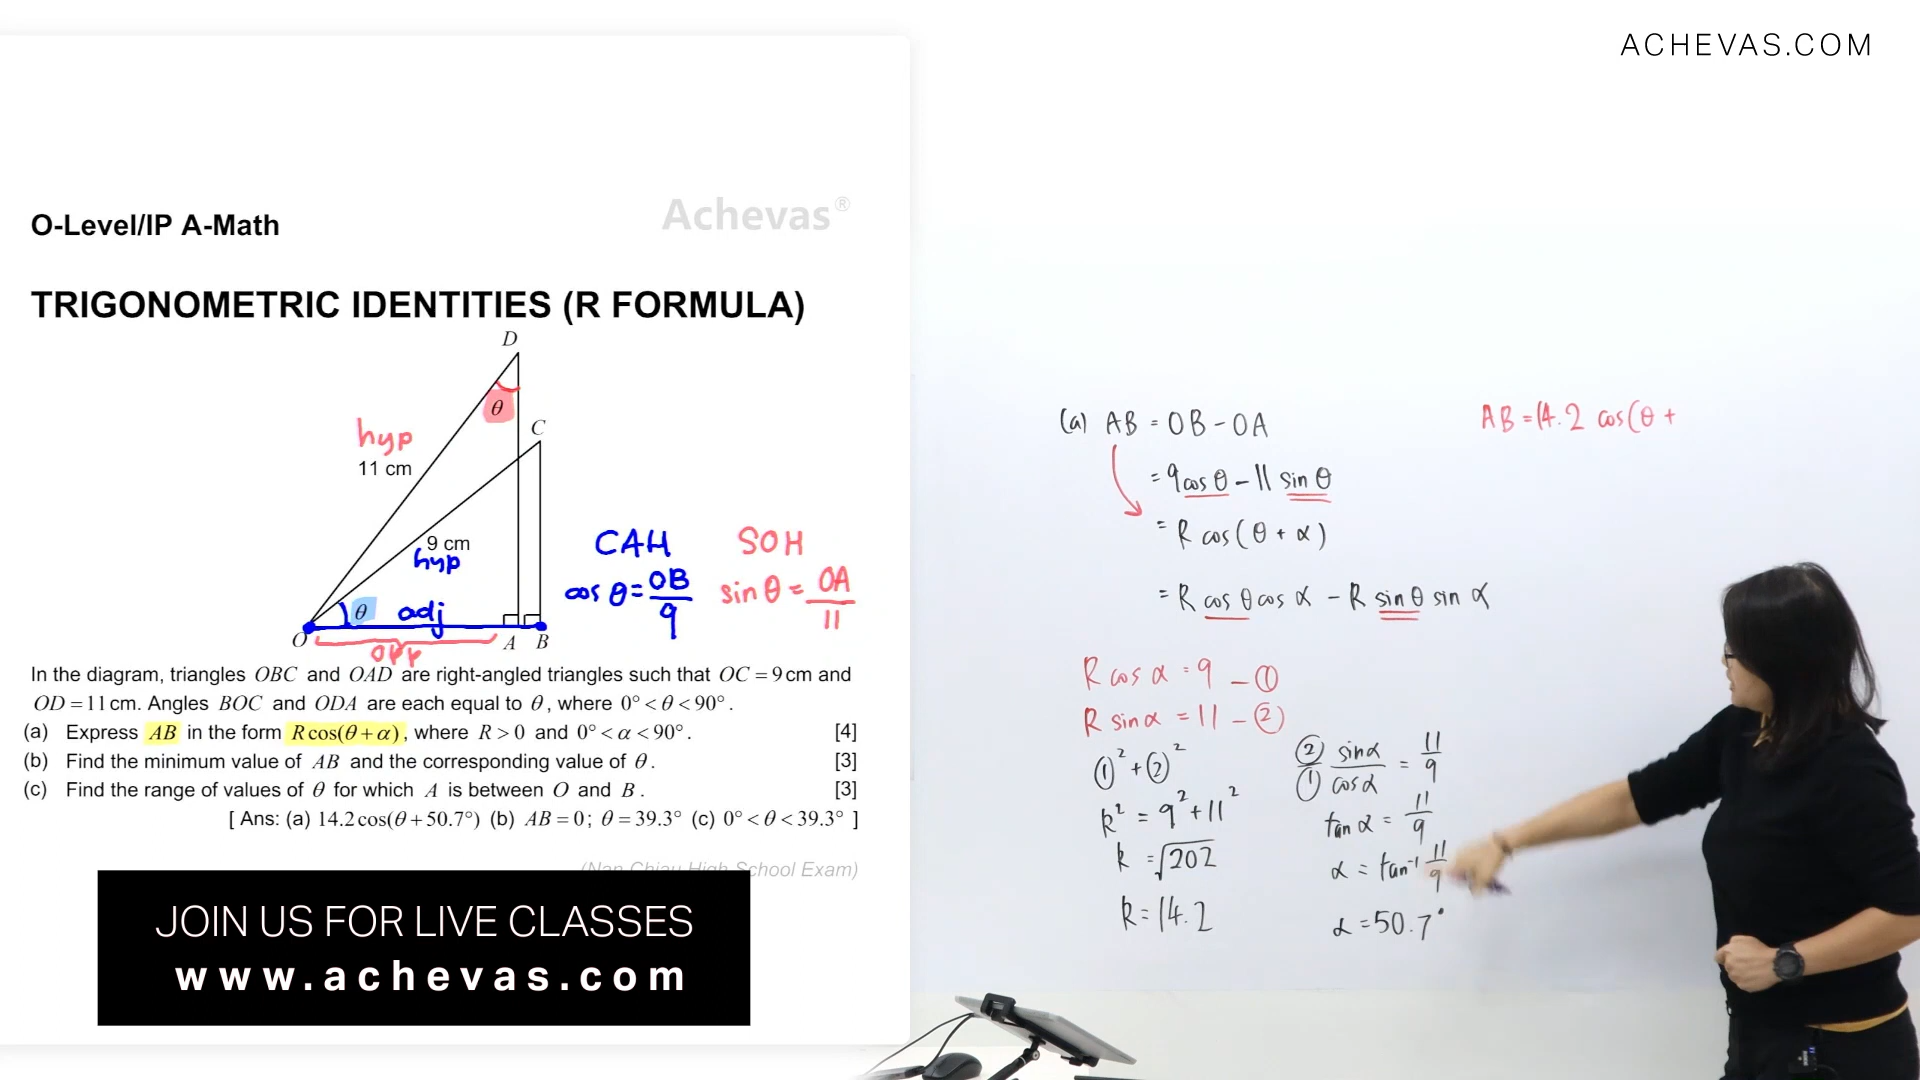 ACHEVAS.COM
O-Level/IP A-Math
Achevas®
TRIGONOMETRIC IDENTITIES (R FORMULA)
D
θ
C
hyp
11 cm
9 cm
hyp
θ
adj
O
A
B
opp
CAH
cos θ = OB/9
SOH
sin θ = OA/11
In the diagram, triangles OBC and OAD are right-angled triangles such that OC = 9 cm and
OD = 11 cm. Angles BOC and ODA are each equal to θ, where 0° < θ < 90°.
(a) Express AB in the form R cos(θ + α), where R > 0 and 0° < α < 90°. [4]
(b) Find the minimum value of AB and the corresponding value of θ. [3]
(c) Find the range of values of θ for which A is between O and B. [3]
[ Ans: (a) 14.2 cos(θ + 50.7°) (b) AB = 0; θ = 39.3° (c) 0° < θ < 39.3° ]
(Nan Chiau High School Exam)
JOIN US FOR LIVE CLASSES
www.achevas.com
(a) AB = OB - OA
= 9 cos θ - 11 sin θ
= R cos(θ + α)
= R cos θ cos α - R sin θ sin α
R cos α = 9 - ①
R sin α = 11 - ②
①² + ②²
R² = 9² + 11²
R = √202
R = 14.2
②/① sin α/cos α = 11/9
tan α = 11/9
α = tan⁻¹ 11/9
α = 50.7°
AB = 14.2 cos(θ +